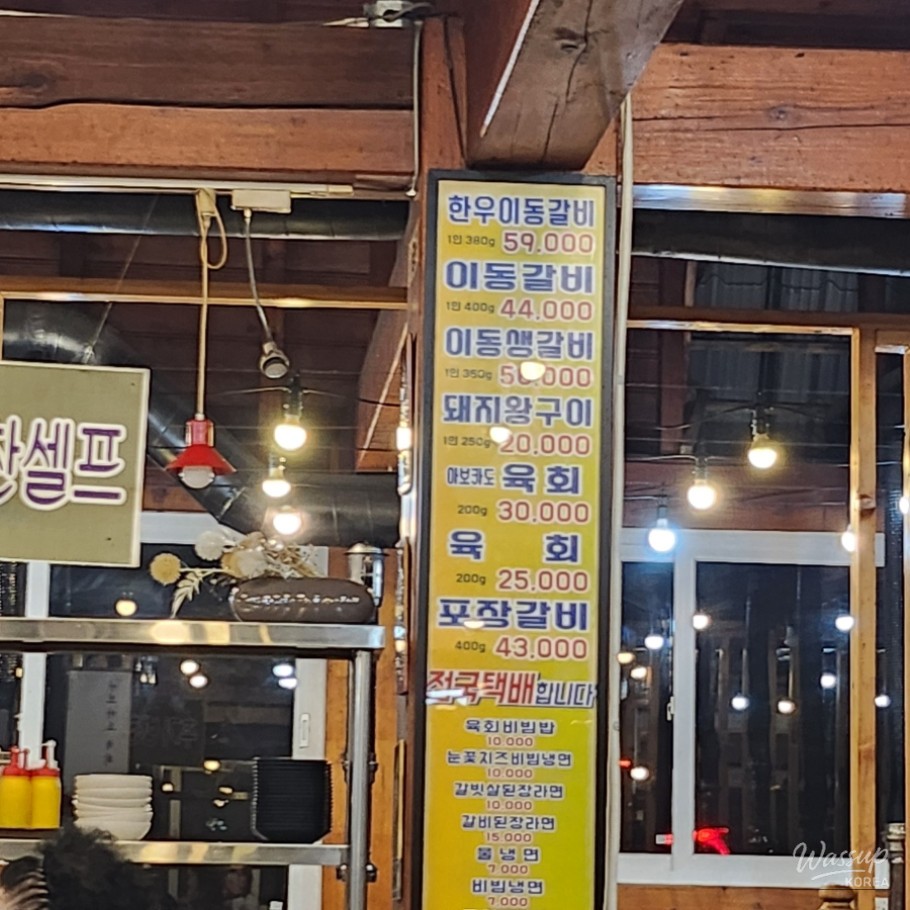 한우이동갈비
1인 380g 59.000
이동갈비
1인 400g 44.000
이동생갈비
1인 350g
돼지왕구이
1인 250g 20.000
아보카도 육회
200g 30.000
육 회
200g 25.000
포장갈비
400g 43.000
전국택배합니다
육회비빔밥
10.000
눈꽃치즈비빔냉면
10.000
갈빗살된장라면
10.000
갈비된장라면
15.000
물냉면
7.000
비빔냉면
7.000
찬셀프
Wassup
KOREA